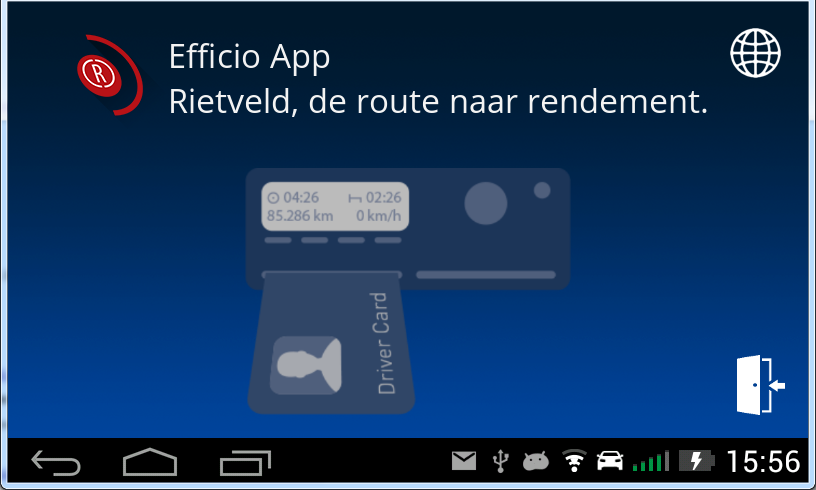 Efficio App
Rietveld, de route naar rendement.
R
04:26 02:26
85.286 km 0 km/h
Driver Card
15:56